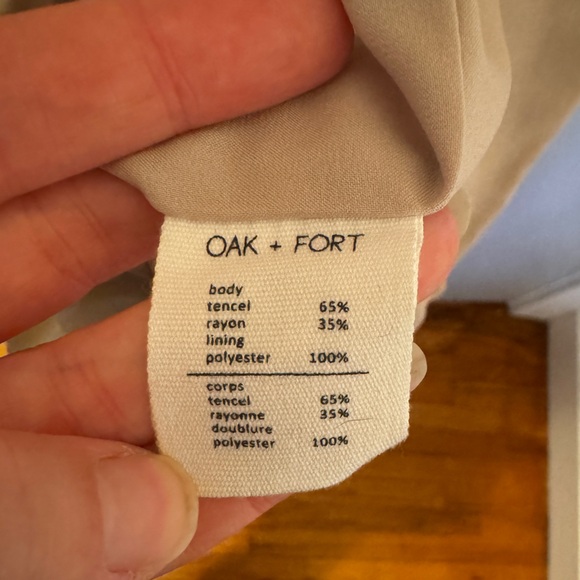 OAK + FORT
body
tencel 65%
rayon 35%
lining
polyester 100%
corps
tencel 65%
rayonne 35%
doublure
polyester 100%